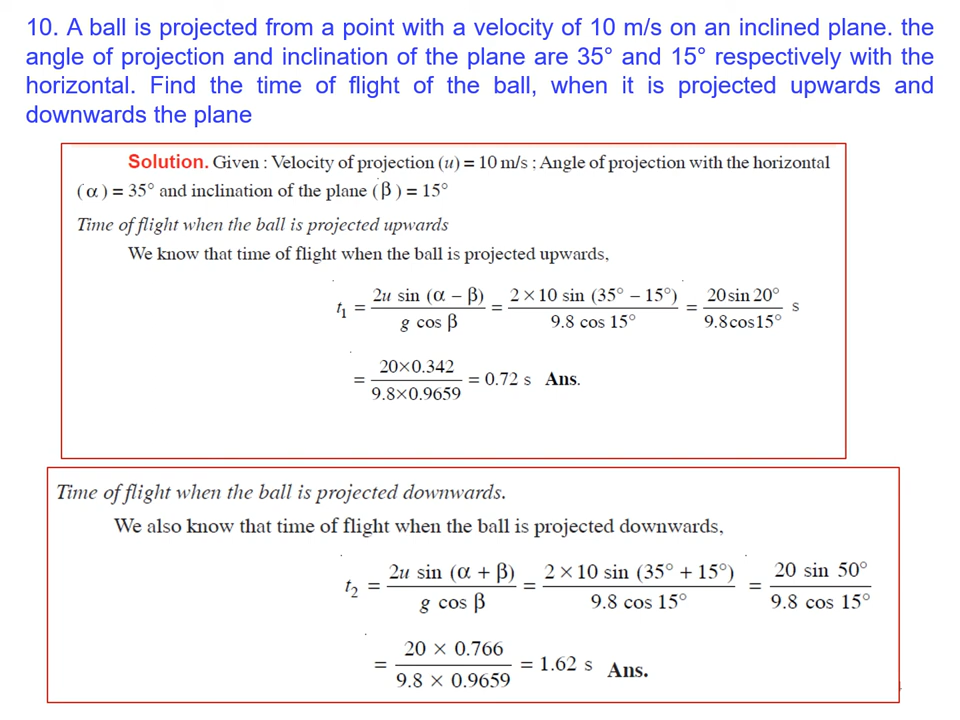 10. A ball is projected from a point with a velocity of 10 m/s on an inclined plane. the
angle of projection and inclination of the plane are 35° and 15° respectively with the
horizontal. Find the time of flight of the ball, when it is projected upwards and
downwards the plane
Solution. Given : Velocity of projection (u) = 10 m/s ; Angle of projection with the horizontal
(α) = 35° and inclination of the plane (β) = 15°
Time of flight when the ball is projected upwards
We know that time of flight when the ball is projected upwards,
t₁ = 2u sin (α − β) / g cos β = 2 × 10 sin (35° − 15°) / 9.8 cos 15° = 20 sin 20° / 9.8 cos 15° s
= 20×0.342 / 9.8×0.9659 = 0.72 s Ans.
Time of flight when the ball is projected downwards.
We also know that time of flight when the ball is projected downwards,
t₂ = 2u sin (α + β) / g cos β = 2 × 10 sin (35° + 15°) / 9.8 cos 15° = 20 sin 50° / 9.8 cos 15°
= 20 × 0.766 / 9.8 × 0.9659 = 1.62 s Ans.